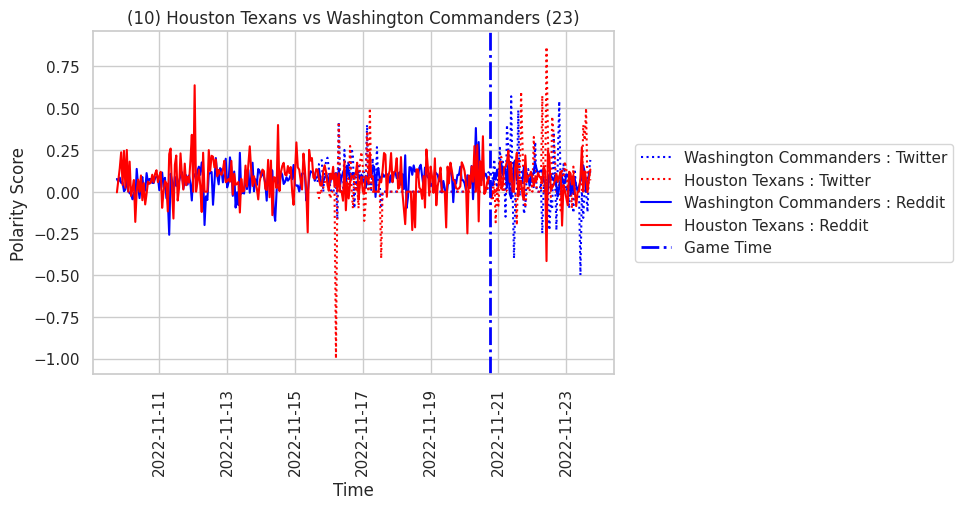 (10) Houston Texans vs Washington Commanders (23)
Polarity Score
0.75
0.50
0.25
0.00
−0.25
−0.50
−0.75
−1.00
2022-11-11
2022-11-13
2022-11-15
2022-11-17
2022-11-19
2022-11-21
2022-11-23
Time
Washington Commanders : Twitter
Houston Texans : Twitter
Washington Commanders : Reddit
Houston Texans : Reddit
Game Time